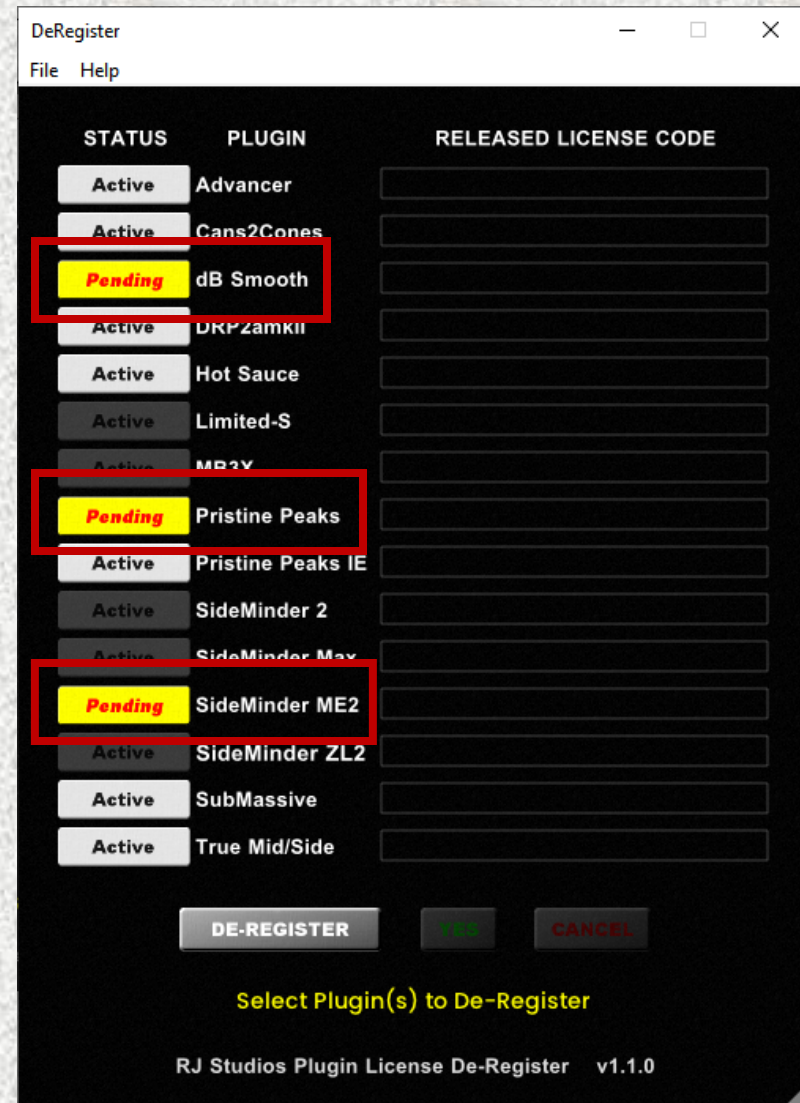 DeRegister
File Help
STATUS PLUGIN RELEASED LICENSE CODE
Active Advancer
Active Cans2Cones
Pending dB Smooth
Active DRP2amkII
Active Hot Sauce
Active Limited-S
Active MB3X
Pending Pristine Peaks
Active Pristine Peaks IE
Active SideMinder 2
Active SideMinder Max
Pending SideMinder ME2
Active SideMinder ZL2
Active SubMassive
Active True Mid/Side
DE-REGISTER YES CANCEL
Select Plugin(s) to De-Register
RJ Studios Plugin License De-Register v1.1.0